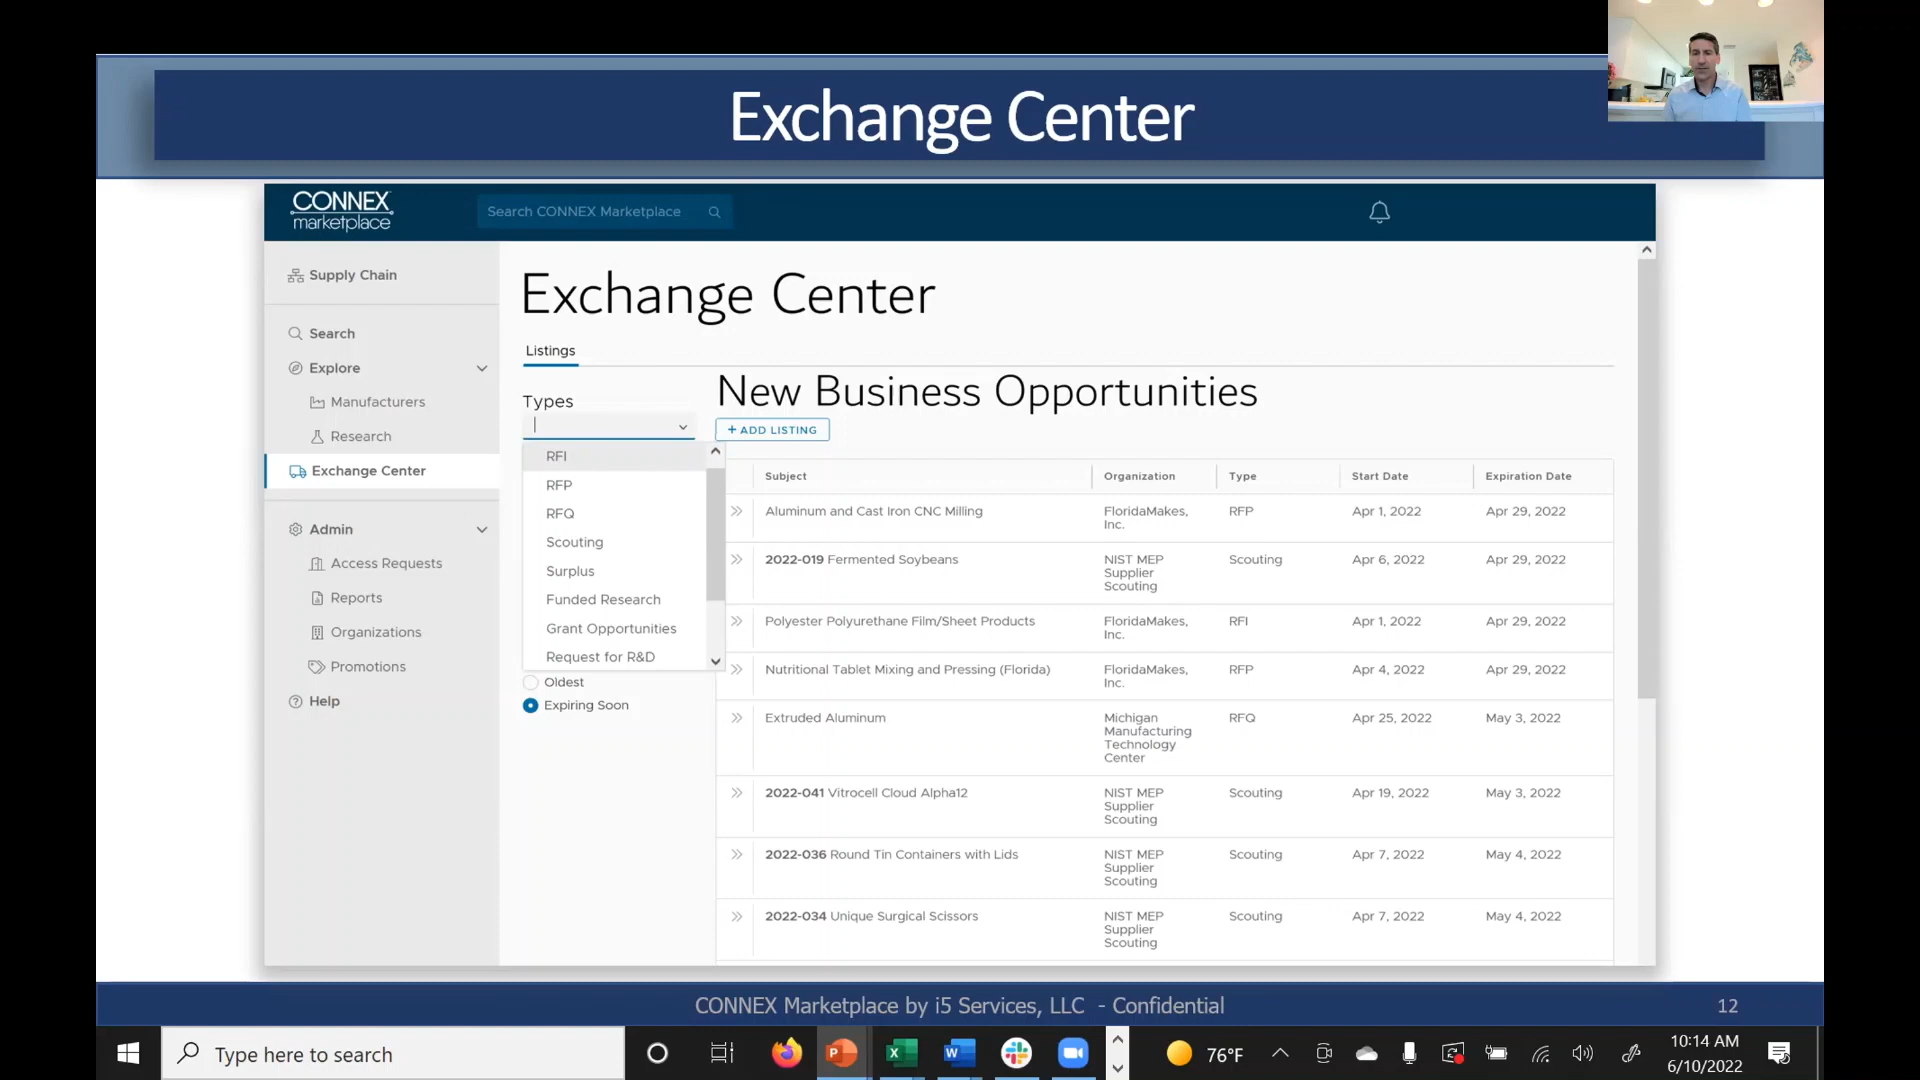 Exchange Center
CONNEX
marketplace
Search CONNEX Marketplace
Supply Chain
Search
Explore
Manufacturers
Research
Exchange Center
Admin
Access Requests
Reports
Organizations
Promotions
Help
Exchange Center
Listings
Types
RFI
RFP
RFQ
Scouting
Surplus
Funded Research
Grant Opportunities
Request for R&D
Oldest
Expiring Soon
New Business Opportunities
+ ADD LISTING
Subject Organization Type Start Date Expiration Date
Aluminum and Cast Iron CNC Milling FloridaMakes, RFP Apr 1, 2022 Apr 29, 2022
Inc.
2022-019 Fermented Soybeans NIST MEP Scouting Apr 6, 2022 Apr 29, 2022
Supplier
Scouting
Polyester Polyurethane Film/Sheet Products FloridaMakes, RFI Apr 1, 2022 Apr 29, 2022
Inc.
Nutritional Tablet Mixing and Pressing (Florida) FloridaMakes, RFP Apr 4, 2022 Apr 29, 2022
Inc.
Extruded Aluminum Michigan RFQ Apr 25, 2022 May 3, 2022
Manufacturing
Technology
Center
2022-041 Vitrocell Cloud Alpha12 NIST MEP Scouting Apr 19, 2022 May 3, 2022
Supplier
Scouting
2022-036 Round Tin Containers with Lids NIST MEP Scouting Apr 7, 2022 May 4, 2022
Supplier
Scouting
2022-034 Unique Surgical Scissors NIST MEP Scouting Apr 7, 2022 May 4, 2022
Supplier
Scouting
CONNEX Marketplace by i5 Services, LLC - Confidential 12
Type here to search
76°F
10:14 AM
6/10/2022